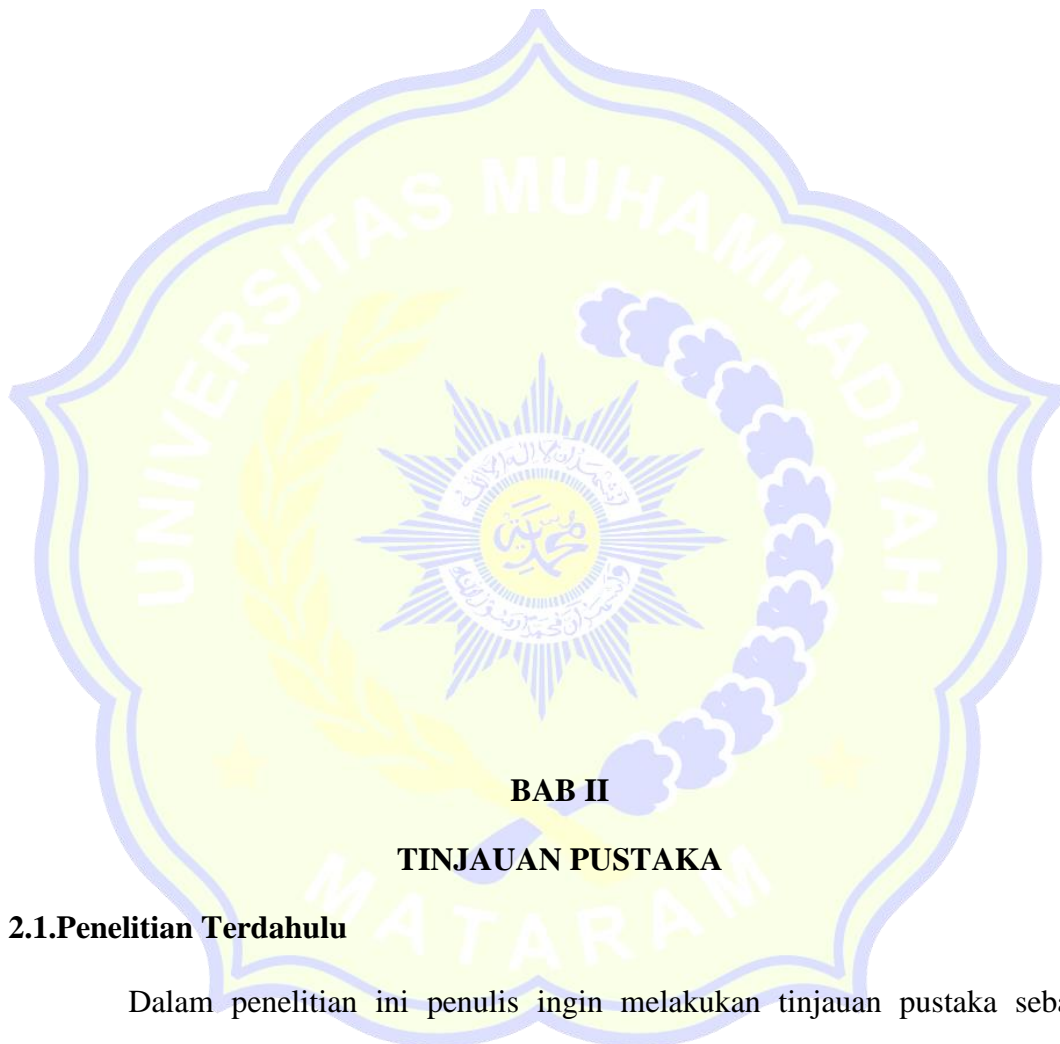 UNIVERSITAS MUHAMMADIYAH
BAB II
TINJAUAN PUSTAKA
MATARAM
2.1.Penelitian Terdahulu
Dalam penelitian ini penulis ingin melakukan tinjauan pustaka seba